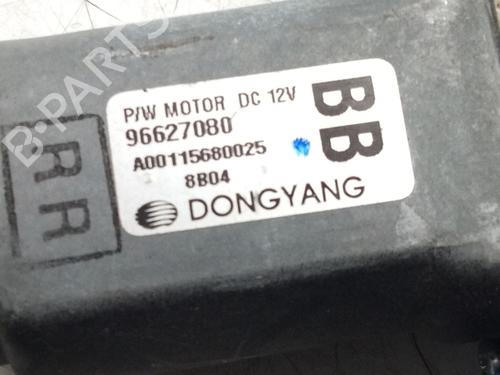 P/W MOTOR DC 12V
96627080
A00115680025
8B04
DONGYANG
BB
RR
B-PARTS